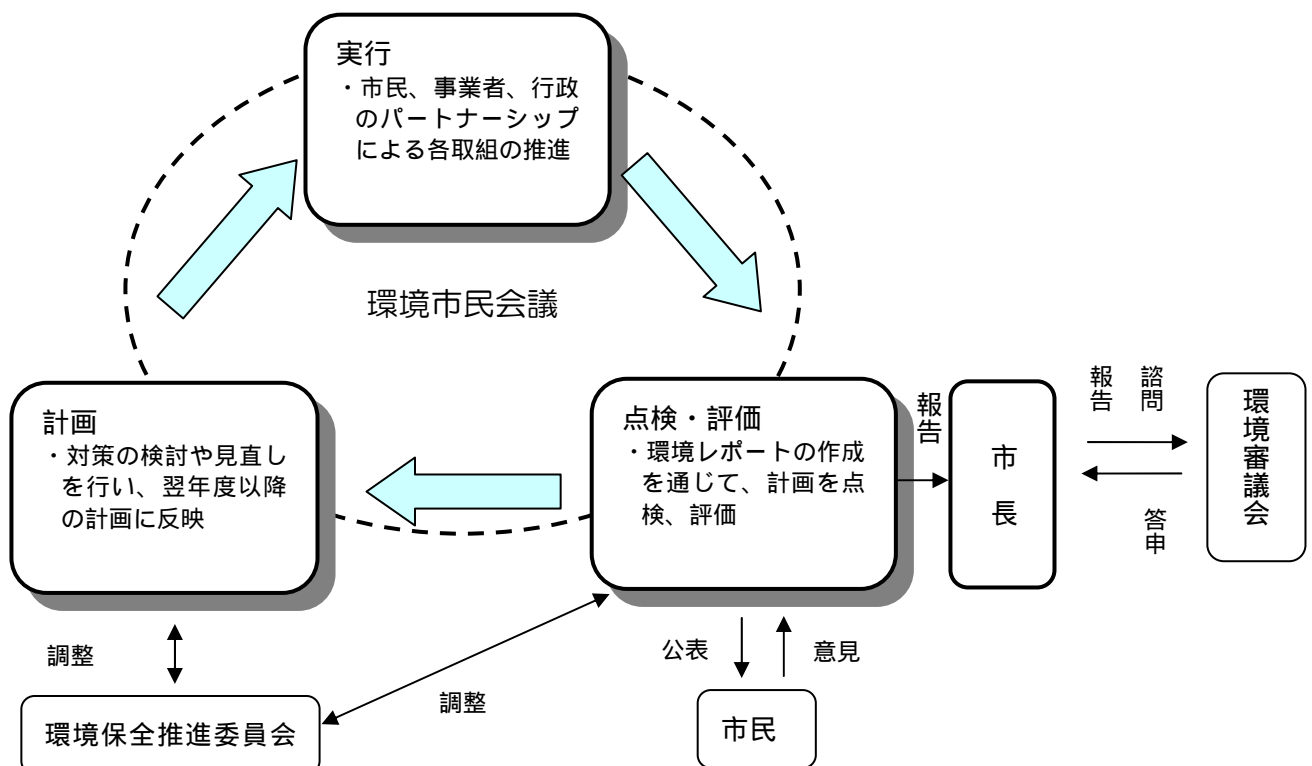 実行
・市民、事業者、行政
のパートナーシップ
による各取組の推進
環境市民会議
計画
・対策の検討や見直し
を行い、翌年度以降
の計画に反映
点検・評価
・環境レポートの作成
を通じて、計画を点
検、評価
報告
市長
報告
諮問
答申
環境審議会
調整
調整
公表
意見
環境保全推進委員会
市民